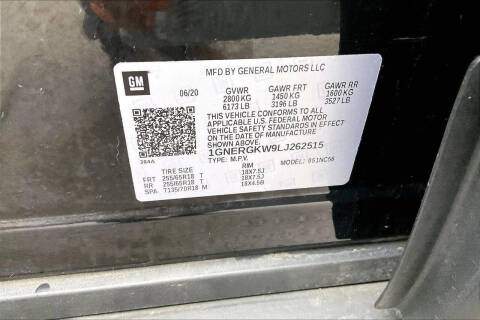 MFD BY GENERAL MOTORS LLC
GM
06/20 GVWR GAWR FRT GAWR RR
2800 KG 1450 KG 1600 KG
6173 LB 3196 LB 3527 LB
THIS VEHICLE CONFORMS TO ALL
APPLICABLE U.S. FEDERAL MOTOR
VEHICLE SAFETY STANDARDS IN EFFECT
ON THE DATE OF MANUFACTURE
SHOWN ABOVE.
1GNERGKW9LJ262515
TYPE: M.P.V. MODEL:
TIRE SIZE RIM
FRT 255/65R18 T 18X7.5J
RR 255/65R18 T 18X7.5J
SPA T135/70R18 M 18X4.5B